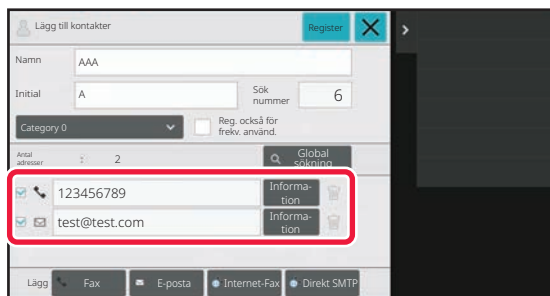 Lägg till kontakter
Register
Namn
AAA
Initial
A
Sök
nummer
6
Category 0
Reg. också för
frekv. använd.
Antal
adresser
:
2
Global
sökning
123456789
Informa-
tion
test@test.com
Informa-
tion
Lägg
Fax
E-posta
Internet-Fax
Direkt SMTP